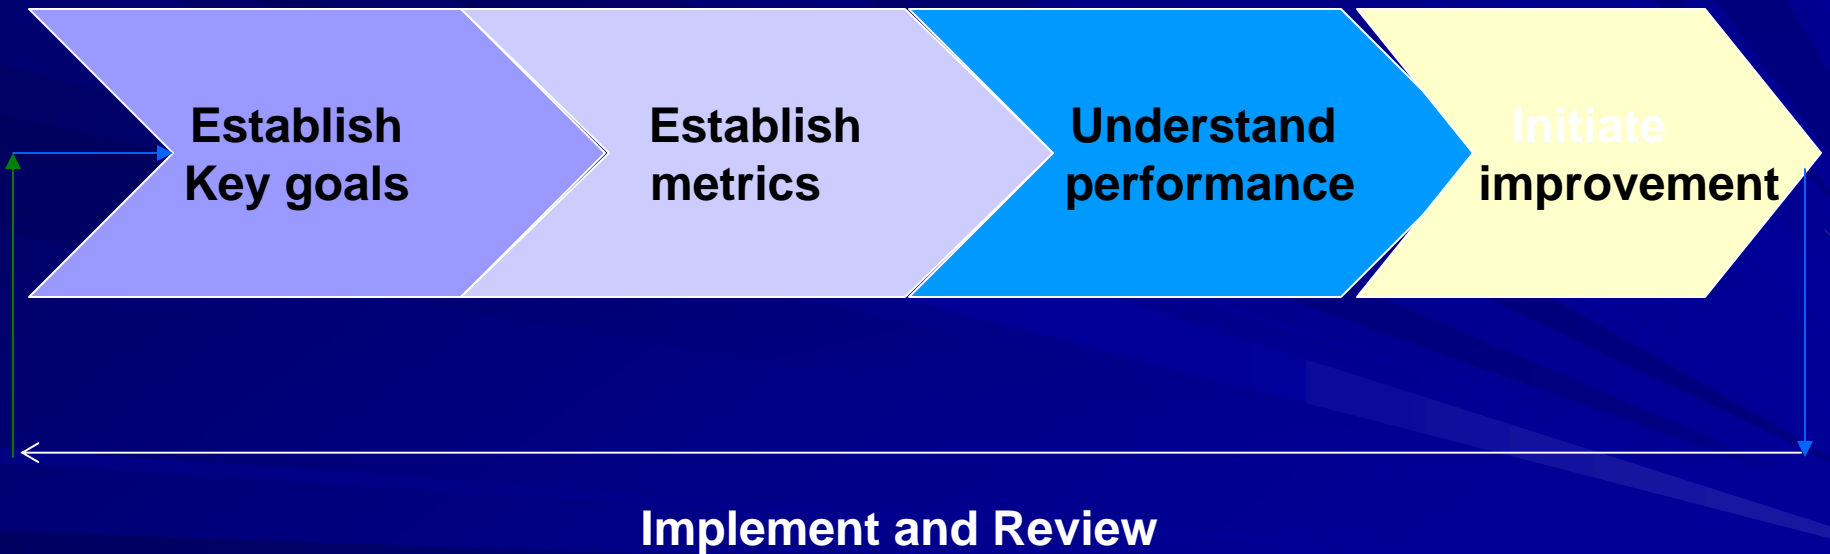 Establish
Key goals
Establish
metrics
Understand
performance
Initiate
improvement
Implement and Review